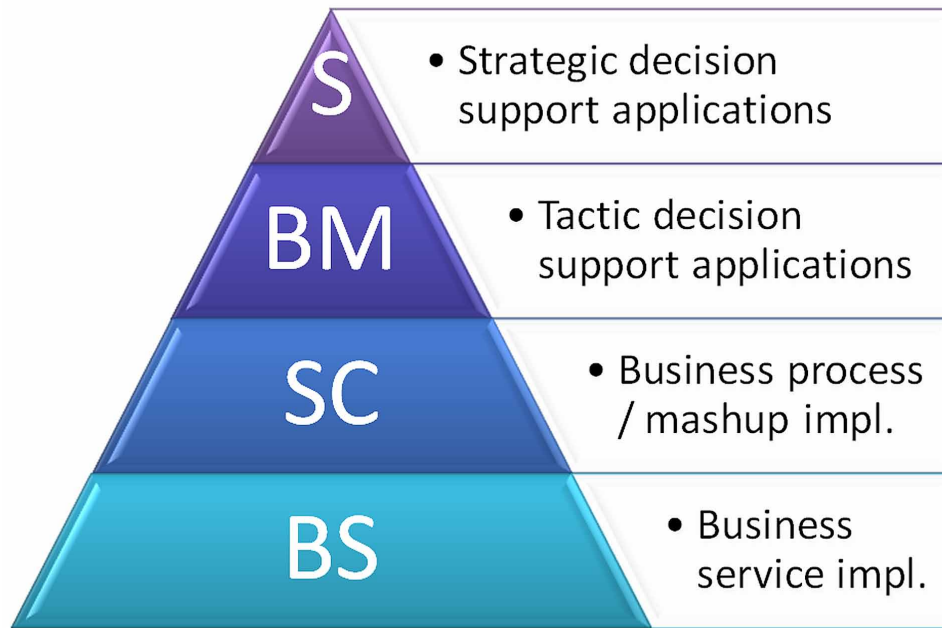 S
• Strategic decision
support applications
BM
• Tactic decision
support applications
SC
• Business process
/ mashup impl.
BS
• Business
service impl.